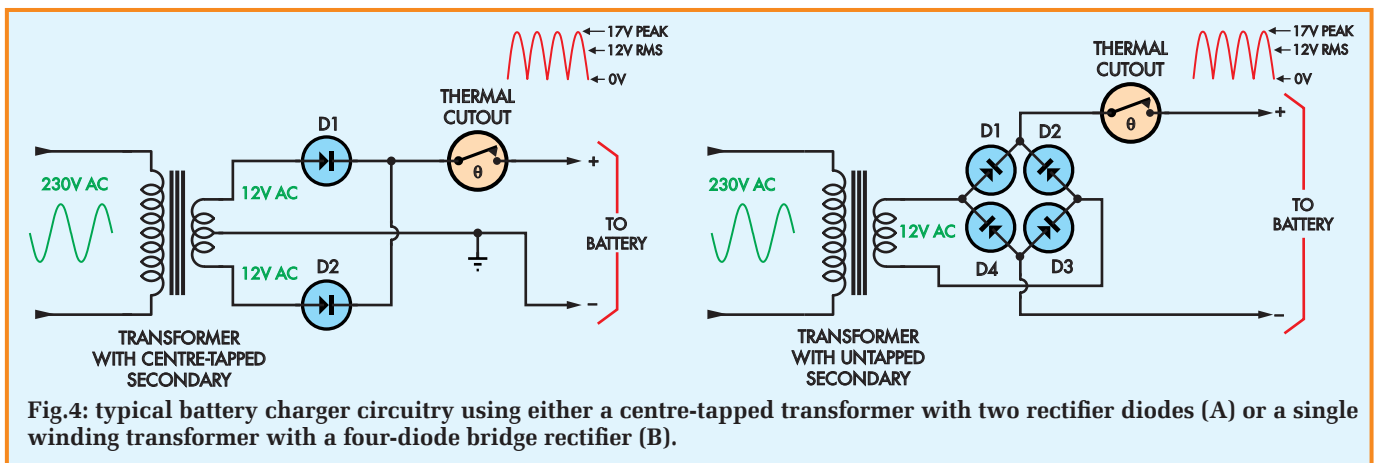 17V PEAK
12V RMS
0V
THERMAL
CUTOUT
θ
D1
230V AC
12V AC
12V AC
D2
+
TO
BATTERY
–
TRANSFORMER
WITH CENTRE-TAPPED
SECONDARY
17V PEAK
12V RMS
0V
THERMAL
CUTOUT
θ
D1
D2
230V AC
12V AC
D4
D3
+
TO
BATTERY
–
TRANSFORMER
WITH UNTAPPED
SECONDARY
Fig.4: typical battery charger circuitry using either a centre-tapped transformer with two rectifier diodes (A) or a single
winding transformer with a four-diode bridge rectifier (B).